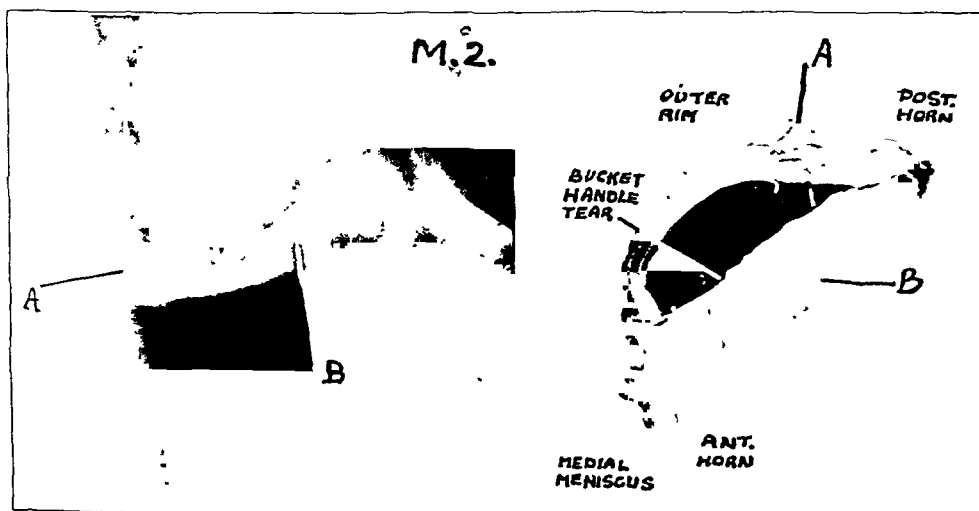 M.2.
A
B
A
OUTER
RIM
POST.
HORN
BUCKET
HANDLE
TEAR
B
ANT.
HORN
MEDIAL
MENISCUS